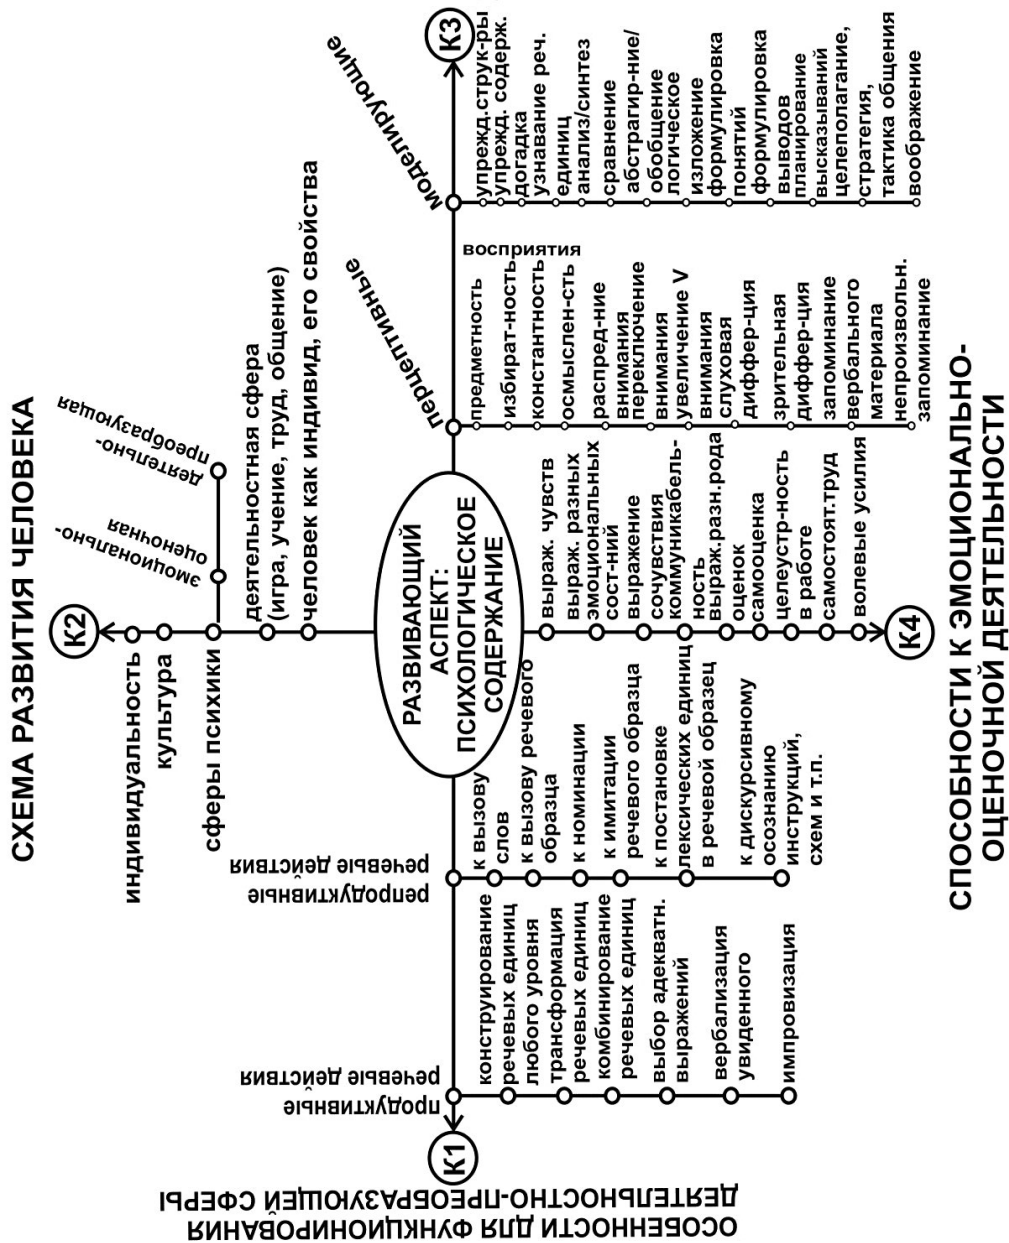 СХЕМА РАЗВИТИЯ ЧЕЛОВЕКА
К2
индивидуальность
культура
сферы психики
эмоционально-
оценочная
деятельно-
преобразующая
деятельностная сфера
(игра, учение, труд, общение)
человек как индивид, его свойства
РАЗВИВАЮЩИЙ
АСПЕКТ:
ПСИХОЛОГИЧЕСКОЕ
СОДЕРЖАНИЕ
ОСОБЕННОСТИ ДЛЯ ФУНКЦИОНИРОВАНИЯ
ДЕЯТЕЛЬНОСТНО-ПРЕОБРАЗУЮЩЕЙ СФЕРЫ
К1
продуктивные
речевые действия
конструирование
речевых единиц
любого уровня
трансформация
речевых единиц
комбинирование
речевых единиц
выбор адекватн.
выражений
вербализация
увиденного
импровизация
репродуктивные
речевые действия
к вызову
слов
к вызову речевого
образца
к номинации
к имитации
речевого образца
к постановке
лексических единиц
в речевой образец
к дискурсивному
осознанию
инструкций,
схем и т.п.
перцептивные
восприятия
предметность
избират-ность
константность
осмыслен-сть
распред-ние
внимания
переключение
внимания
увеличение V
внимания
слуховая
диффер-ция
зрительная
диффер-ция
запоминание
вербального
материала
непроизвольн.
запоминание
моделирующие
К3
упрежд.струк-ры
упрежд. содерж.
догадка
узнавание реч.
единиц
анализ/синтез
сравнение
абстрагир-ние/
обобщение
логическое
изложение
формулировка
понятий
формулировка
выводов
планирование
высказываний
целеполагание,
стратегия,
тактика общения
воображение
выраж. чувств
выраж. разных
эмоциональных
сост-ний
выражение
сочувствия
коммуникабель-
ность
выраж.разн.рода
оценок
самооценка
целеустр-ность
в работе
самостоят.труд
волевые усилия
К4
СПОСОБНОСТИ К ЭМОЦИОНАЛЬНО-
ОЦЕНОЧНОЙ ДЕЯТЕЛЬНОСТИ